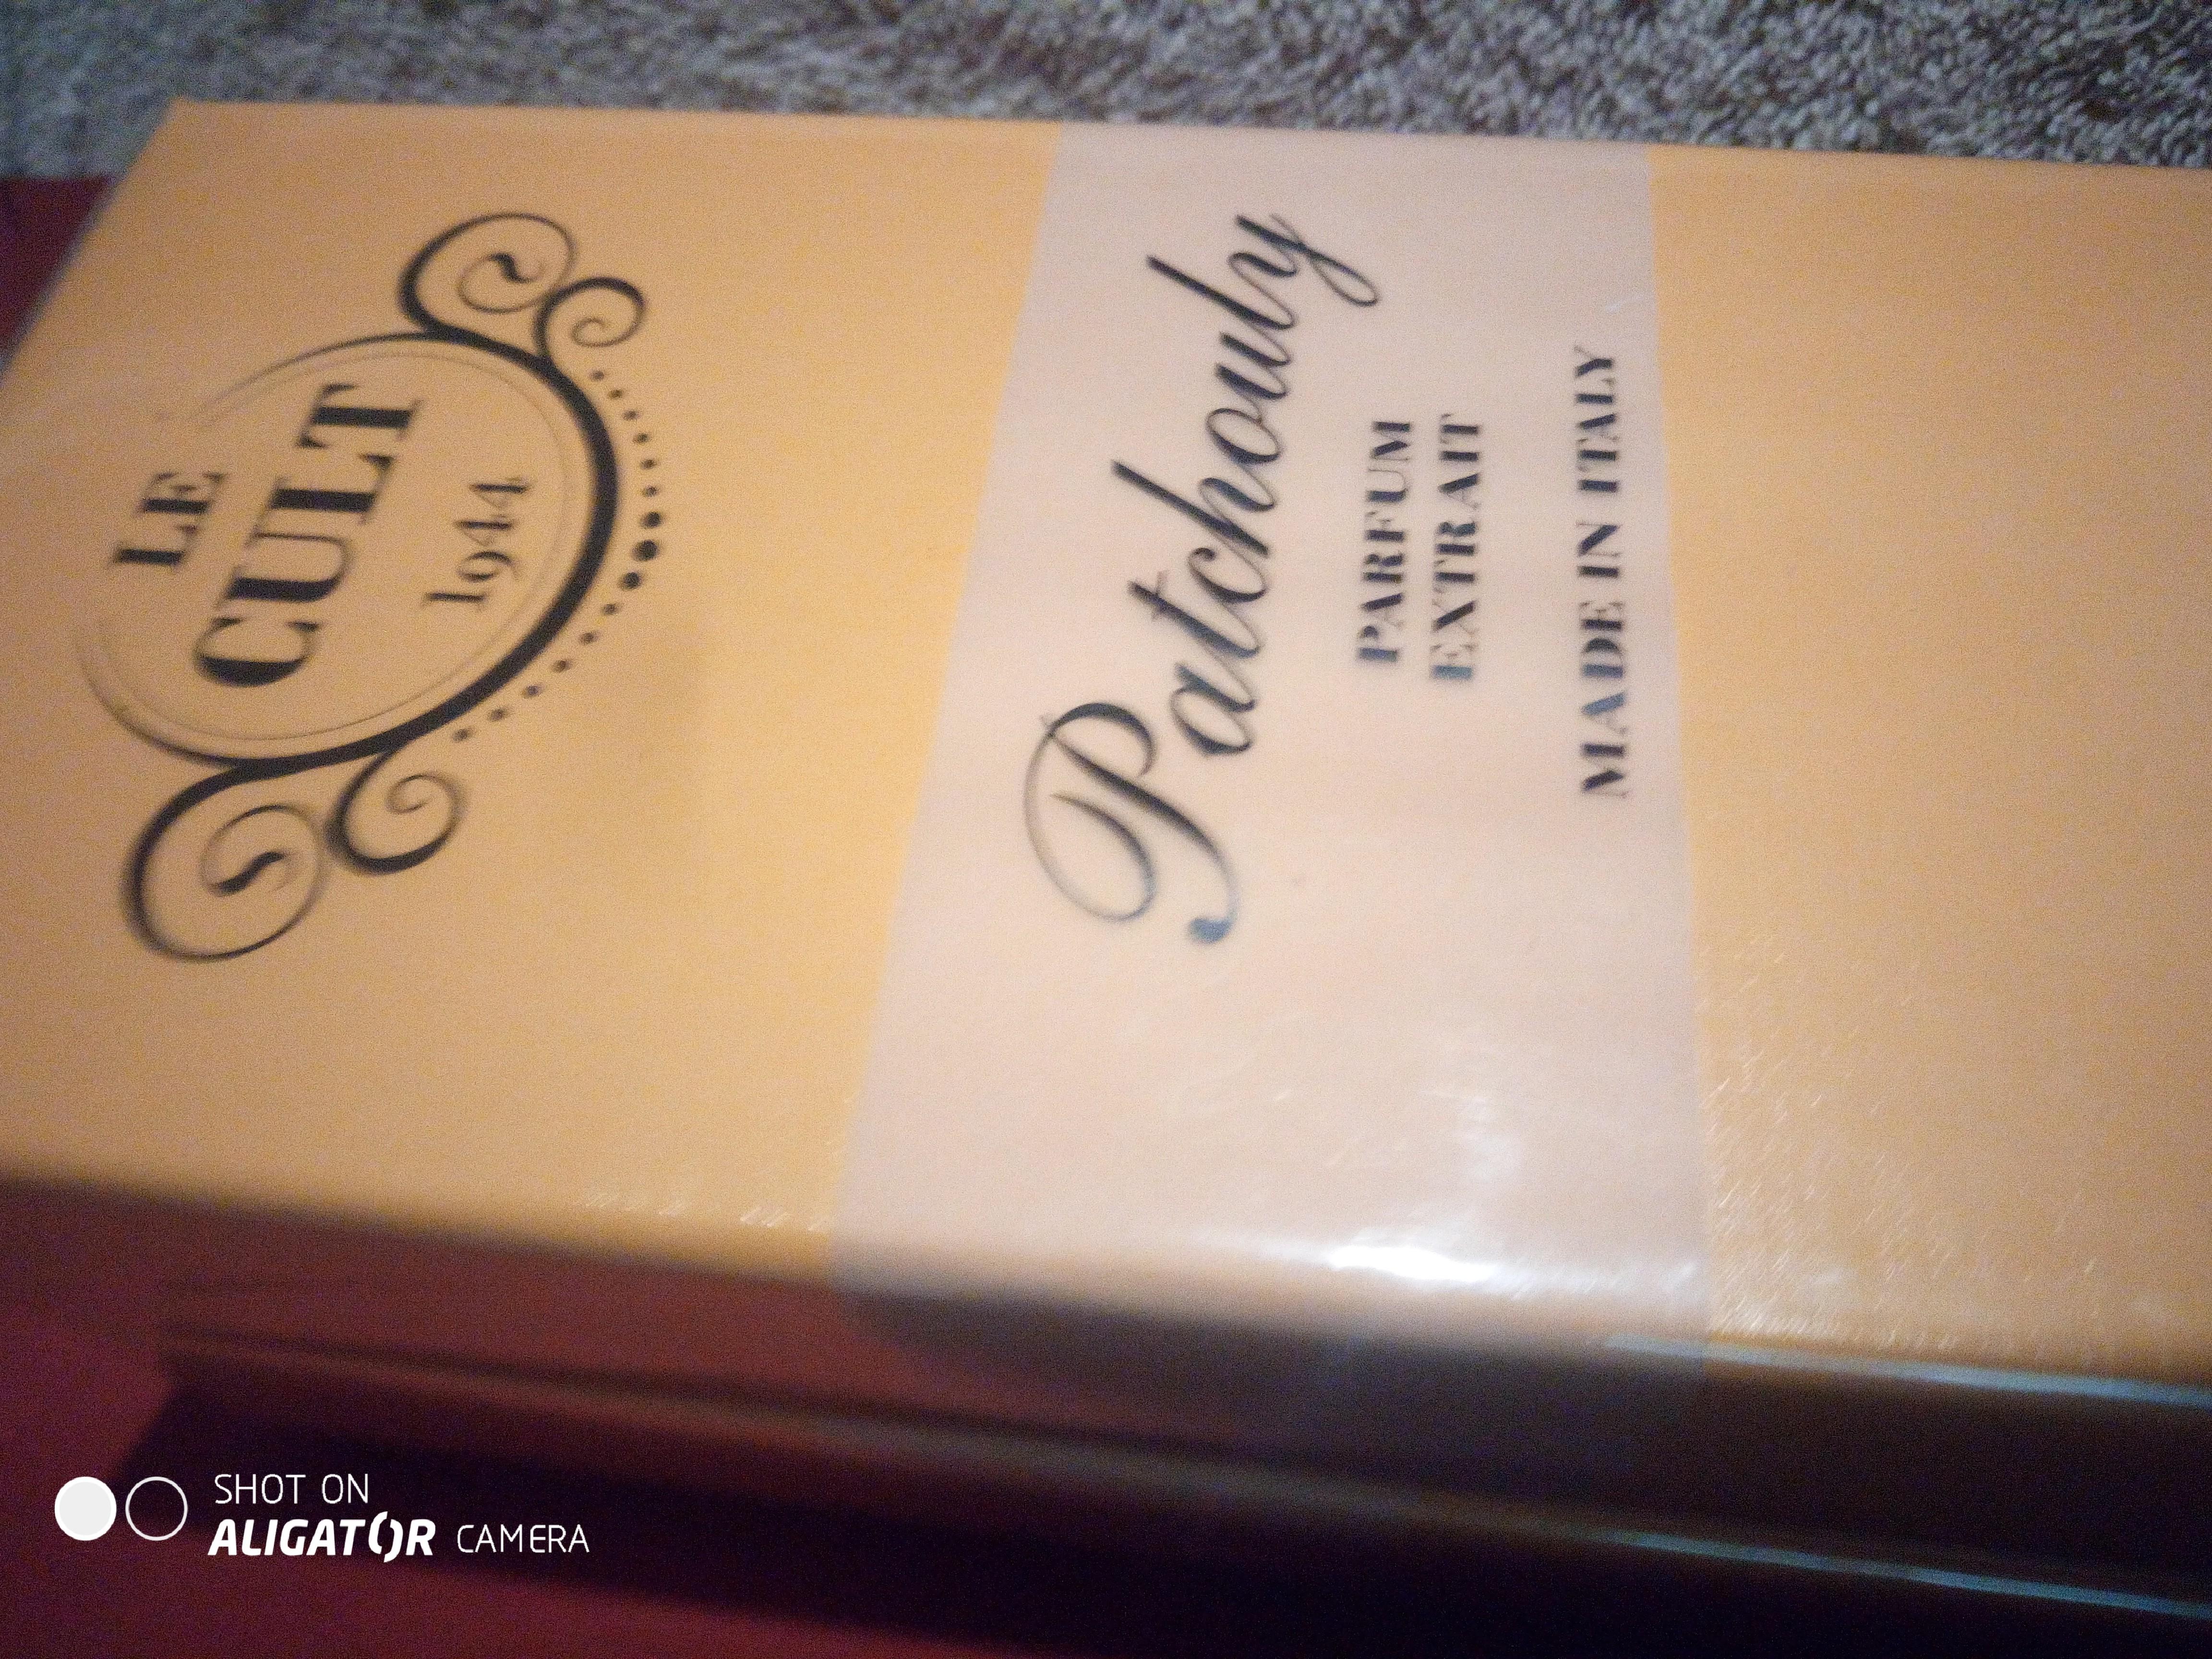 LE
CULT
1944
Patchouly
PARFUM
EXTRAIT
MADE IN ITALY
SHOT ON
ALIGATOR CAMERA